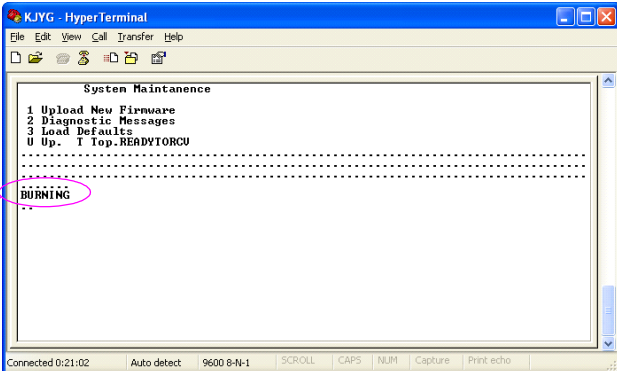 KJYG - HyperTerminal
File Edit View Call Transfer Help
System Maintanence
1 Upload New Firmware
2 Diagnostic Messages
3 Load Defaults
U Up. T Top.READYTORCV
................................................................................
................................................................................
................................................................................
.......
BURNING
..
Connected 0:21:02 Auto detect 9600 8-N-1 SCROLL CAPS NUM Capture Print echo